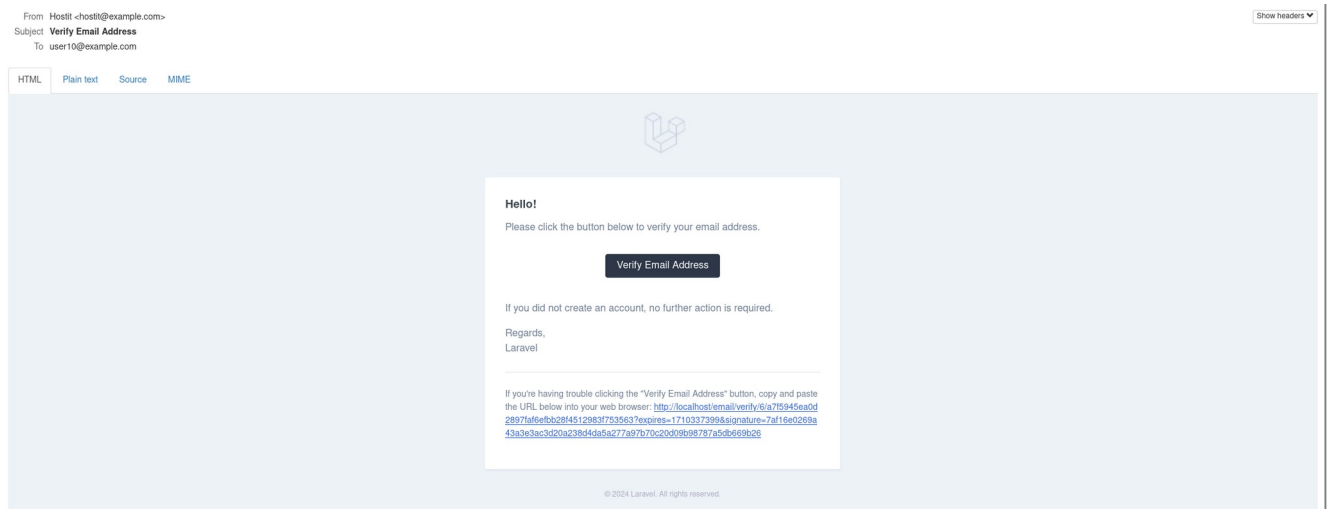 From Hostit <hostit@example.com>
Show headers
Subject Verify Email Address
To user10@example.com
HTML Plain text Source MIME
Hello!
Please click the button below to verify your email address.
Verify Email Address
If you did not create an account, no further action is required.
Regards,
Laravel
If you're having trouble clicking the "Verify Email Address" button, copy and paste
the URL below into your web browser: http://localhost/email/verify/6/a7f5945ea0d
2897faf6efbb28f4512983f753563?expires=1710337399&signature=7af16e0269a
43a3e3ac3d20a238d4da5a277a97b70c20d09b98787a5db669b26
© 2024 Laravel. All rights reserved.